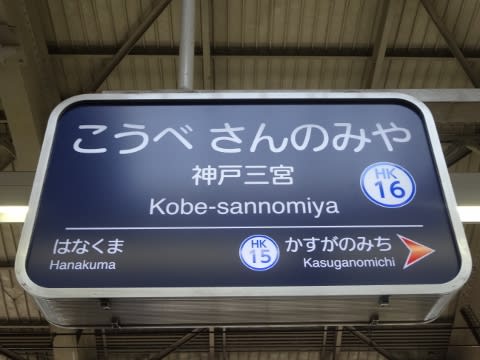 こうべ さんのみや
神戸三宮
HK
16
Kobe-sannomiya
はなくま
Hanakuma
HK
15
かすがのみち
Kasuganomichi